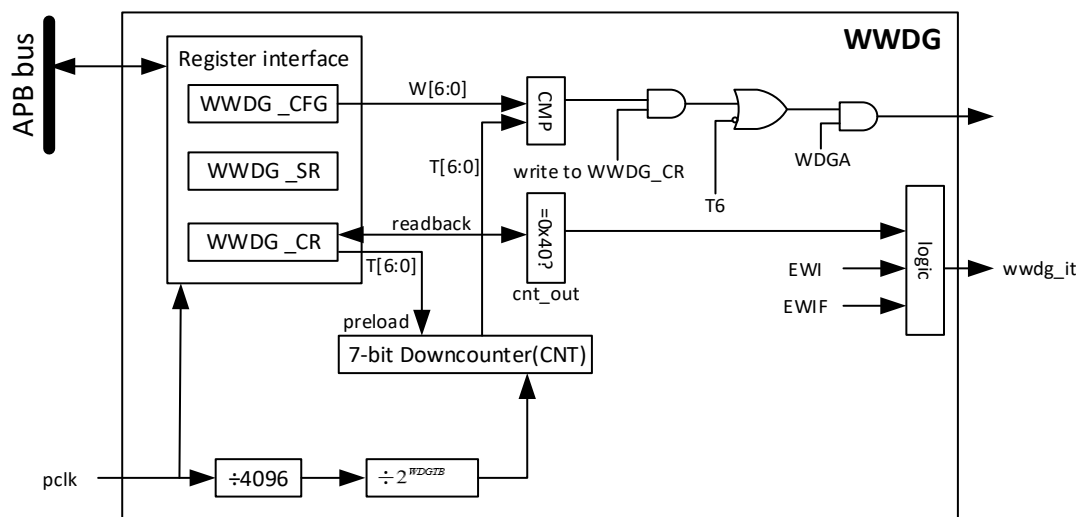 WWDG
APB bus
Register interface
WWDG _CFG
W[6:0]
CMP
WWDG _SR
T[6:0]
write to WWDG_CR
WDGA
T6
WWDG _CR
readback
=0x40?
logic
T[6:0]
cnt_out
EWI
wwdg_it
EWIF
preload
7-bit Downcounter(CNT)
pclk
÷4096
÷2^WDGTB